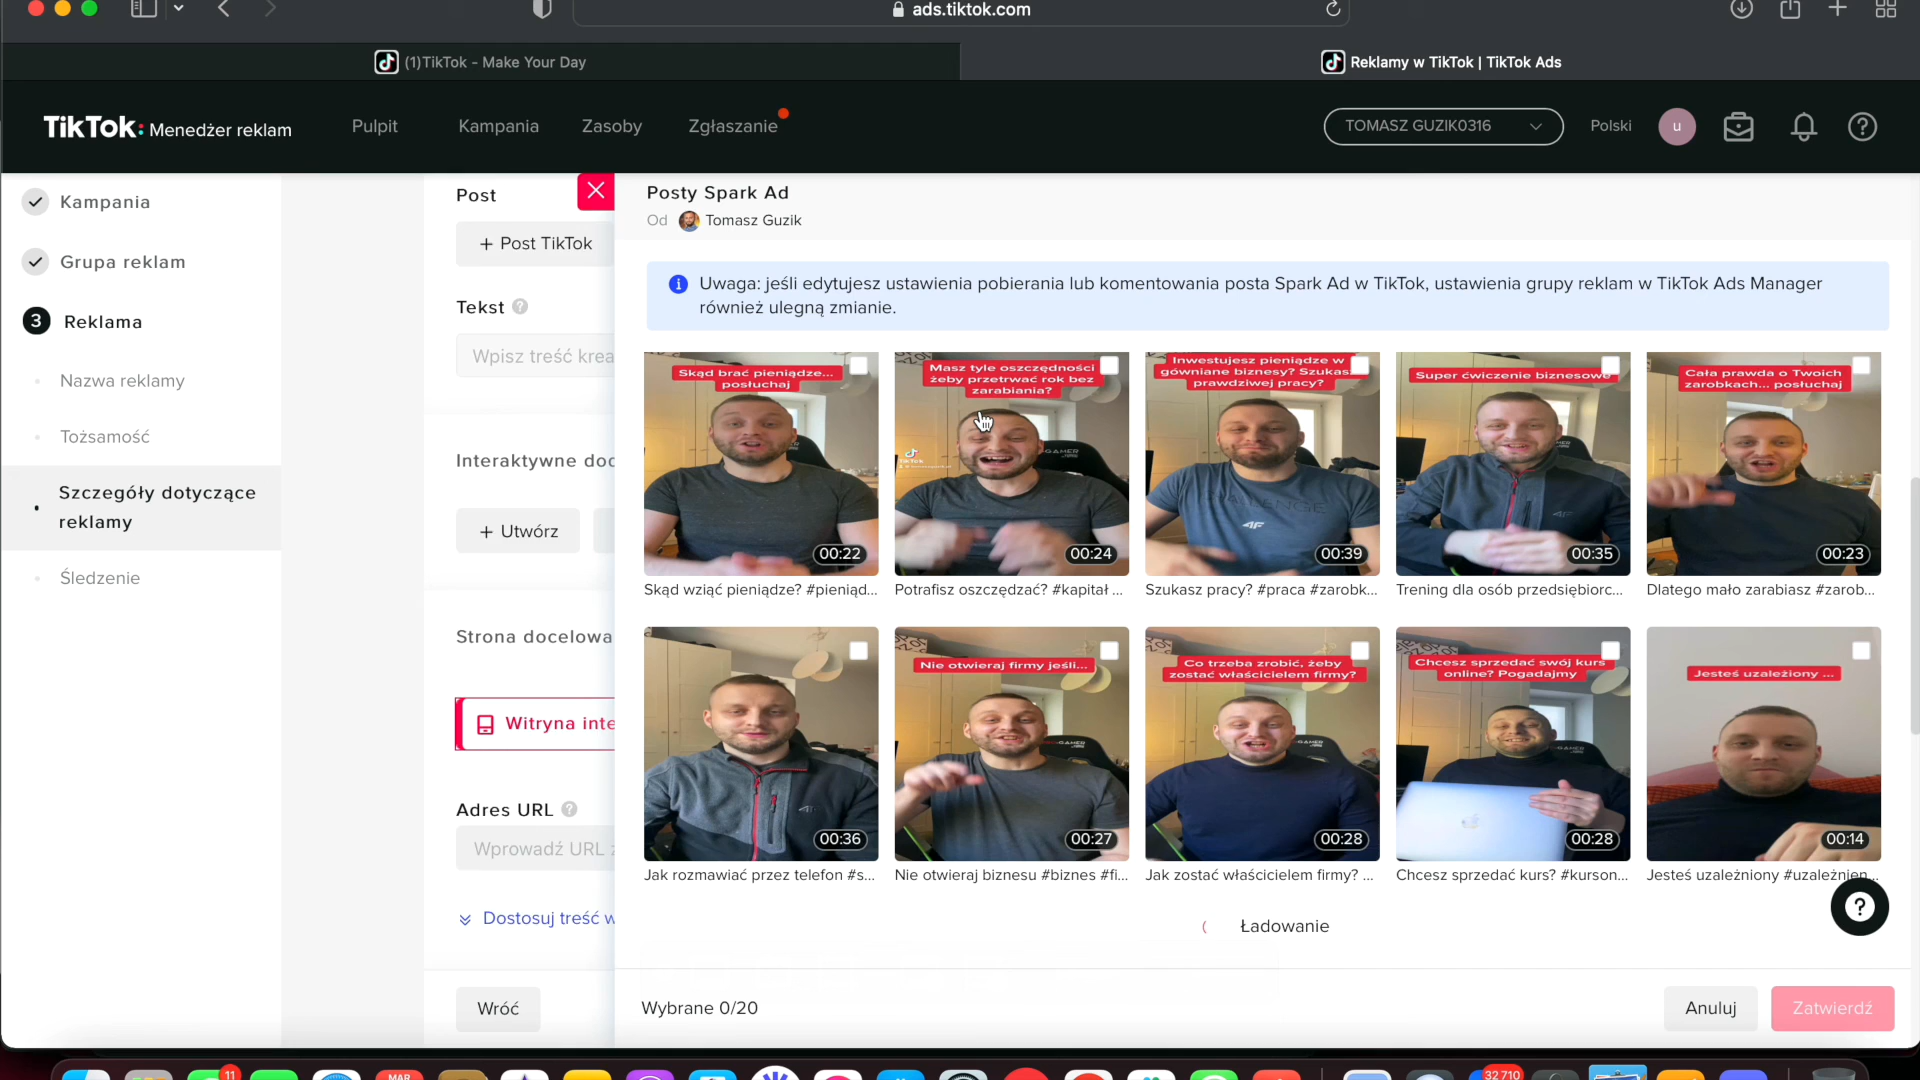 ads.tiktok.com
(1)TikTok - Make Your Day
Reklamy w TikTok | TikTok Ads
TikTok: Menedżer reklam
Pulpit
Kampania
Zasoby
Zgłaszanie
TOMASZ GUZIK0316
Polski
u
Kampania
Grupa reklam
3 Reklama
Nazwa reklamy
Tożsamość
Szczegóły dotyczące
reklamy
Śledzenie
Post
+ Post TikTok
Tekst
Wpisz treść krea
Interaktywne doc
+ Utwórz
Strona docelowa
Witryna inte
Adres URL
Wprowadź URL
Dostosuj treść w
Wróć
Posty Spark Ad
Od Tomasz Guzik
Uwaga: jeśli edytujesz ustawienia pobierania lub komentowania posta Spark Ad w TikTok, ustawienia grupy reklam w TikTok Ads Manager
również ulegną zmianie.
Skąd brać pieniądze...
posłuchaj
00:22
Skąd wziąć pieniądze? #pieniąd...
Masz tyle oszczędności
żeby przetrwać rok bez
zarabiania?
TikTok
00:24
Potrafisz oszczędzać? #kapitał ...
Inwestujesz pieniądze w
gówniane biznesy? Szukasz
prawdziwej pracy?
CHALLENGE
4F
00:39
Szukasz pracy? #praca #zarobk...
Super ćwiczenie biznesowe
00:35
Trening dla osób przedsiębiorc...
Cała prawda o Twoich
zarobkach... posłuchaj
00:23
Dlatego mało zarabiasz #zarob...
00:36
Jak rozmawiać przez telefon #s...
Nie otwieraj firmy jeśli...
00:27
Nie otwieraj biznesu #biznes #fi...
Co trzeba zrobić, żeby
zostać właścicielem firmy?
00:28
Jak zostać właścicielem firmy? ...
Chcesz sprzedać swój kurs
online? Pogadajmy
00:28
Chcesz sprzedać kurs? #kurson...
Jesteś uzależniony ...
00:14
Jesteś uzależniony #uzależnien...
Ładowanie
Wybrane 0/20
Anuluj
Zatwierdź
11
MAR
32 710